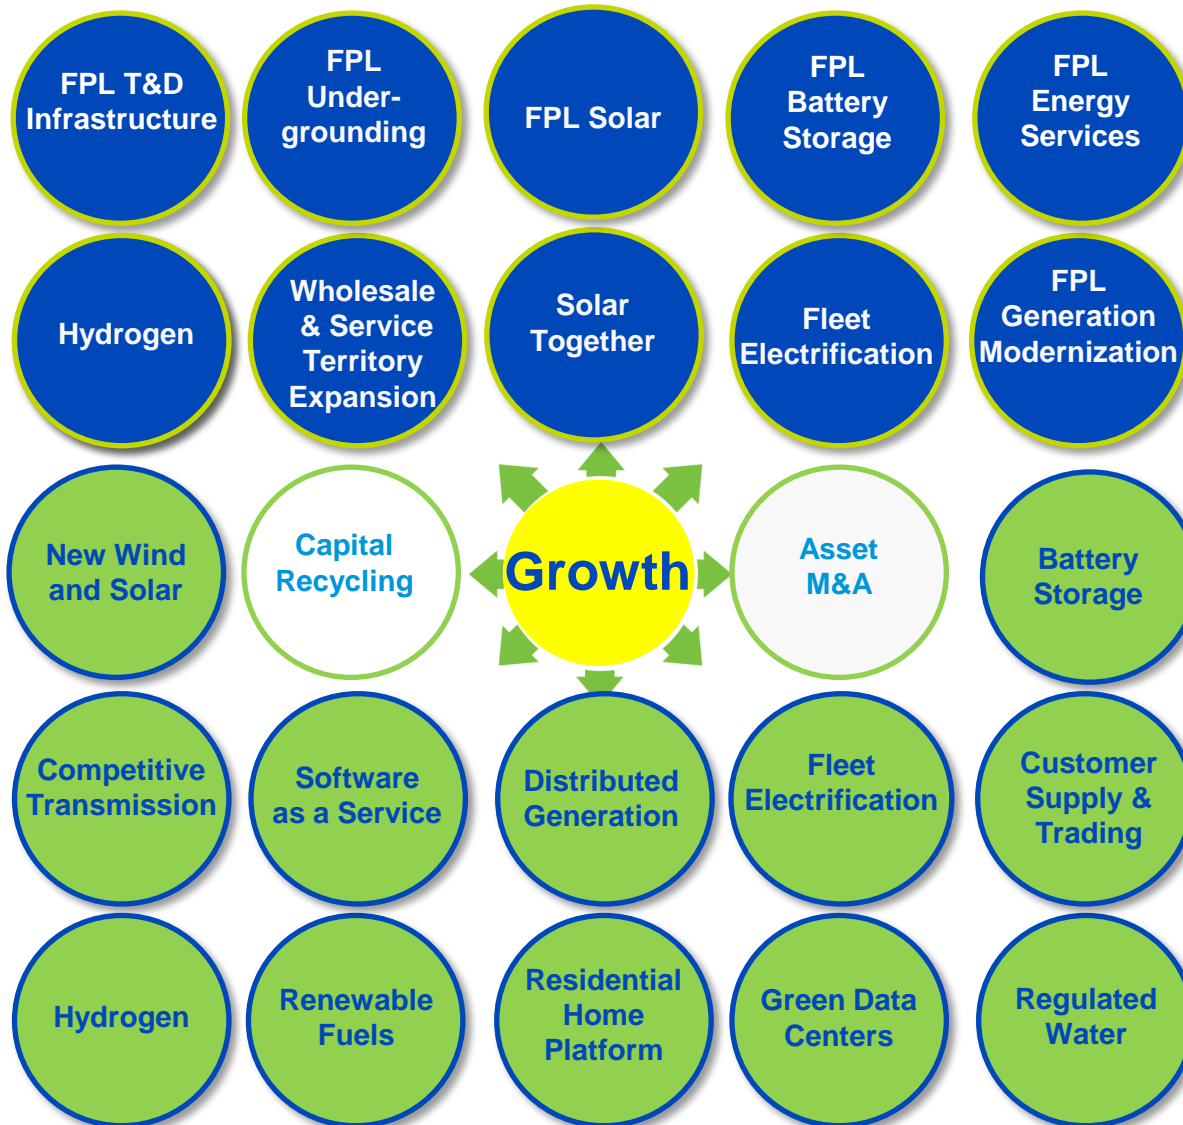 FPL T&D
Infrastructure
FPL
Under-
grounding
FPL Solar
FPL
Battery
Storage
FPL
Energy
Services
Hydrogen
Wholesale
& Service
Territory
Expansion
Solar
Together
Fleet
Electrification
FPL
Generation
Modernization
New Wind
and Solar
Capital
Recycling
Growth
Asset
M&A
Battery
Storage
Competitive
Transmission
Software
as a Service
Distributed
Generation
Fleet
Electrification
Customer
Supply &
Trading
Hydrogen
Renewable
Fuels
Residential
Home
Platform
Green Data
Centers
Regulated
Water